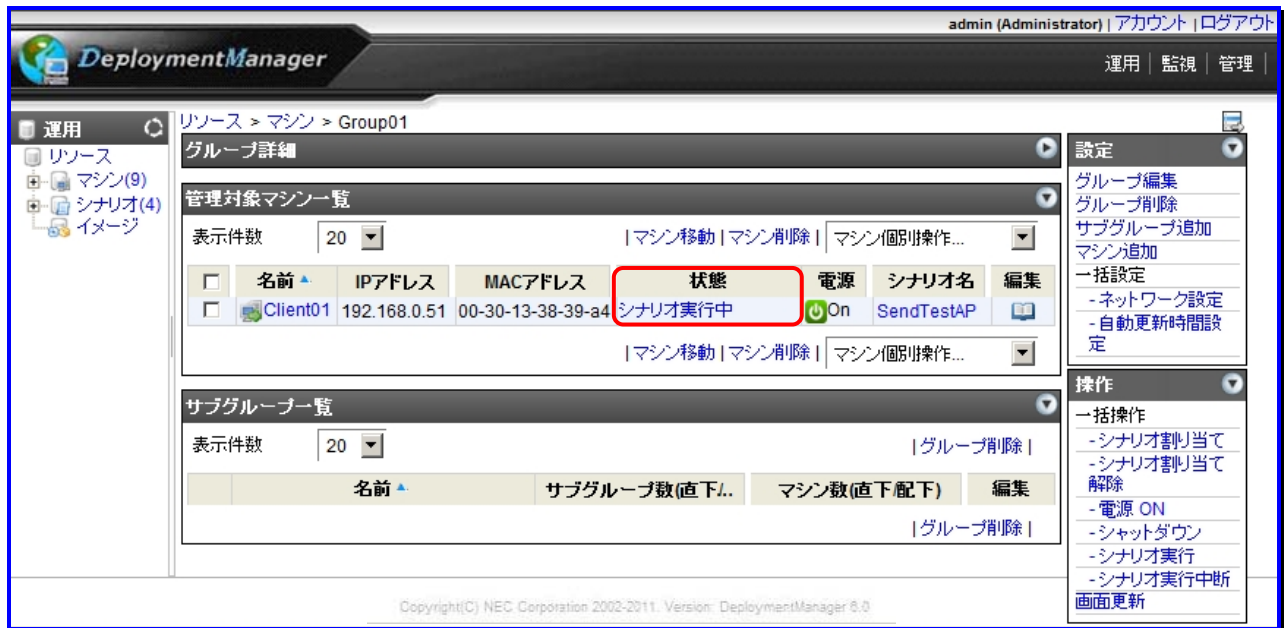 admin (Administrator) | アカウント | ログアウト
DeploymentManager
運用 | 監視 | 管理 |
運用
リソース
マシン(9)
シナリオ(4)
イメージ
リソース > マシン > Group01
グループ詳細
管理対象マシン一覧
表示件数 20 | マシン移動 | マシン削除 | マシン個別操作...
名前 IPアドレス MACアドレス 状態 電源 シナリオ名 編集
Client01 192.168.0.51 00-30-13-38-39-a4 シナリオ実行中 On SendTestAP
| マシン移動 | マシン削除 | マシン個別操作...
サブグループ一覧
表示件数 20 | グループ削除 |
名前 サブグループ数(直下/.. マシン数(直下/配下) 編集
| グループ削除 |
設定
グループ編集
グループ削除
サブグループ追加
マシン追加
一括設定
- ネットワーク設定
- 自動更新時間設
定
操作
一括操作
- シナリオ割り当て
- シナリオ割り当て
解除
- 電源 ON
- シャットダウン
- シナリオ実行
- シナリオ実行中断
画面更新
Copyright(C) NEC Corporation 2002-2011. Version: DeploymentManager 6.0